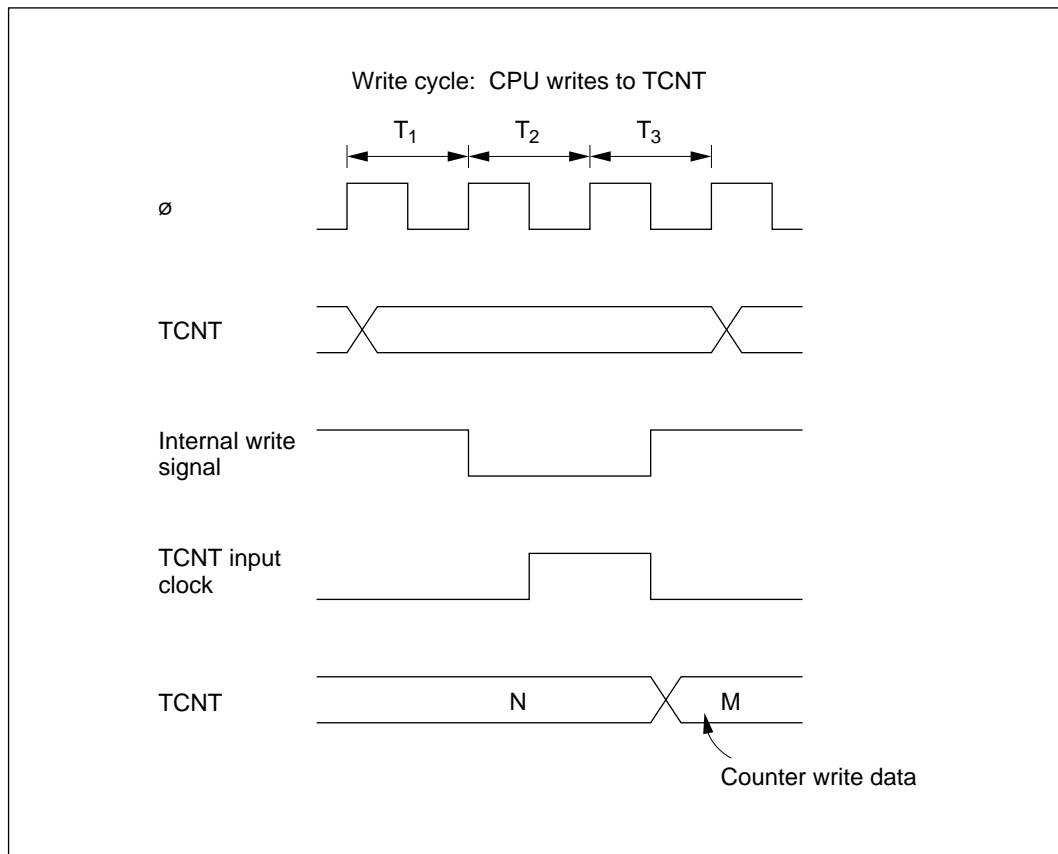 Write cycle: CPU writes to TCNT
T1 T2 T3
ø
TCNT
Internal write
signal
TCNT input
clock
TCNT N M
Counter write data